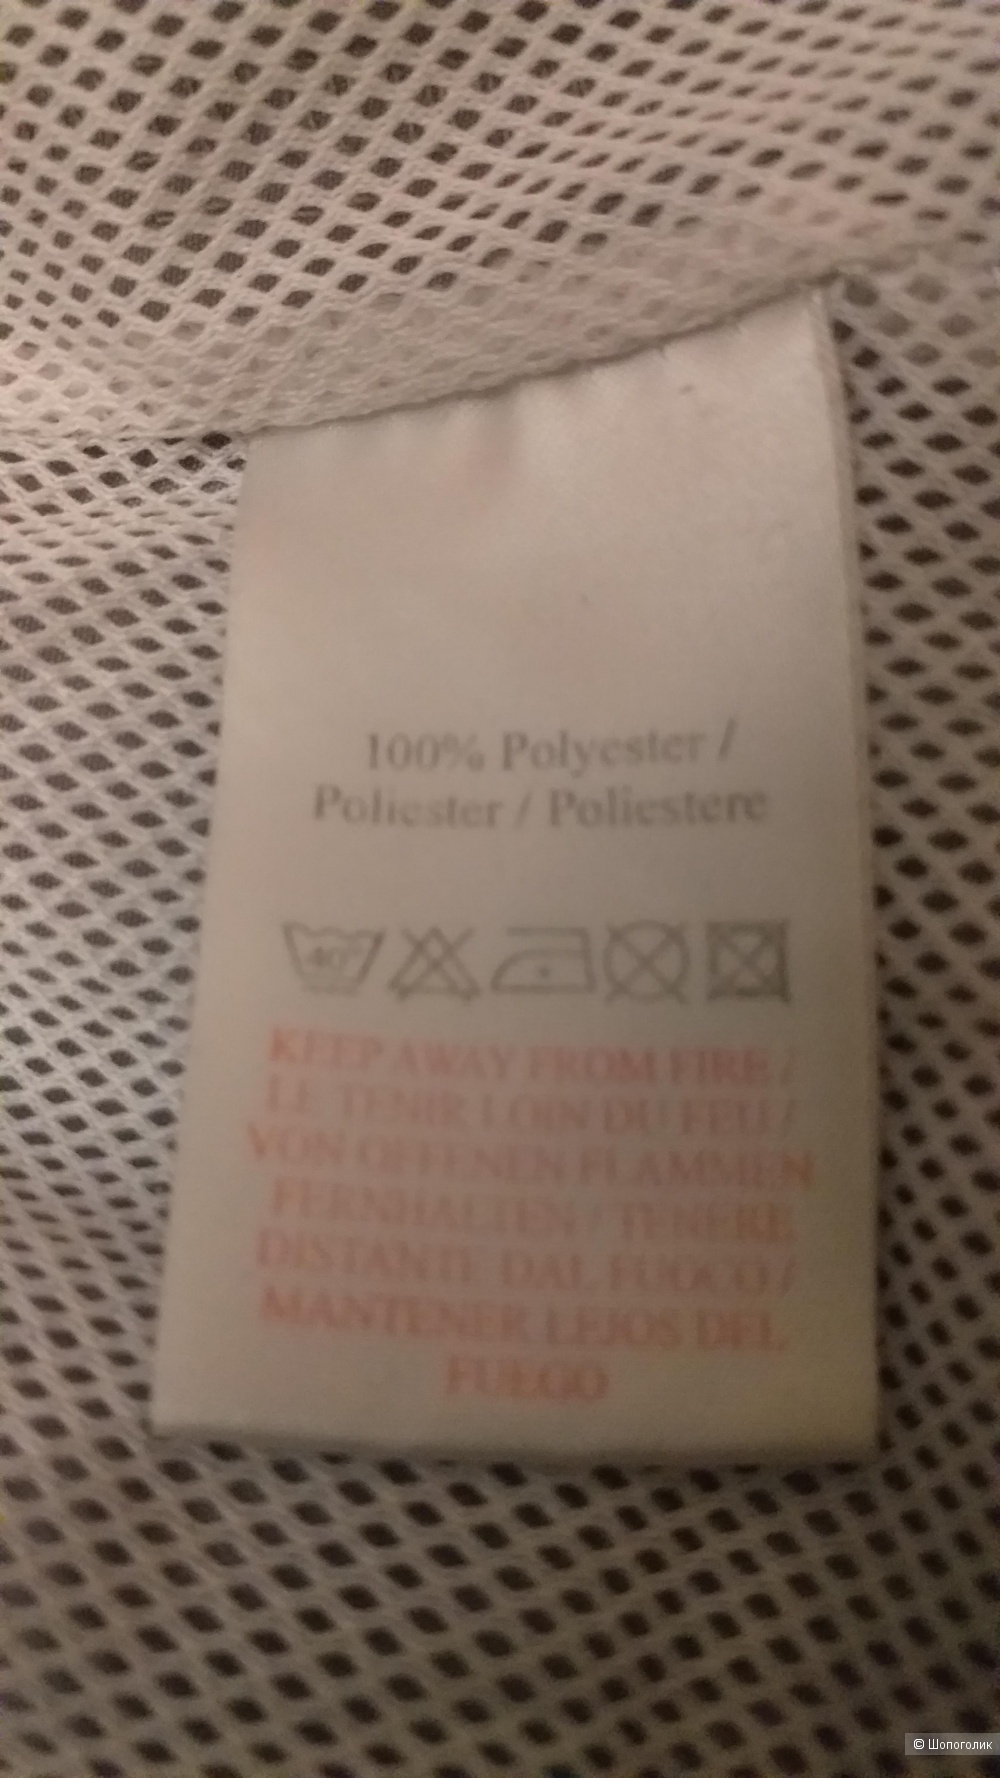 100% Polyester /
Poliester / Poliestere
40°
KEEP AWAY FROM FIRE /
LE TENIR LOIN DU FEU /
VON OFFENEN FLAMMEN
FERNHALTEN / TENERE
DISTANTE DAL FUOCO /
MANTENER LEJOS DEL
FUEGO
© Шопоголик